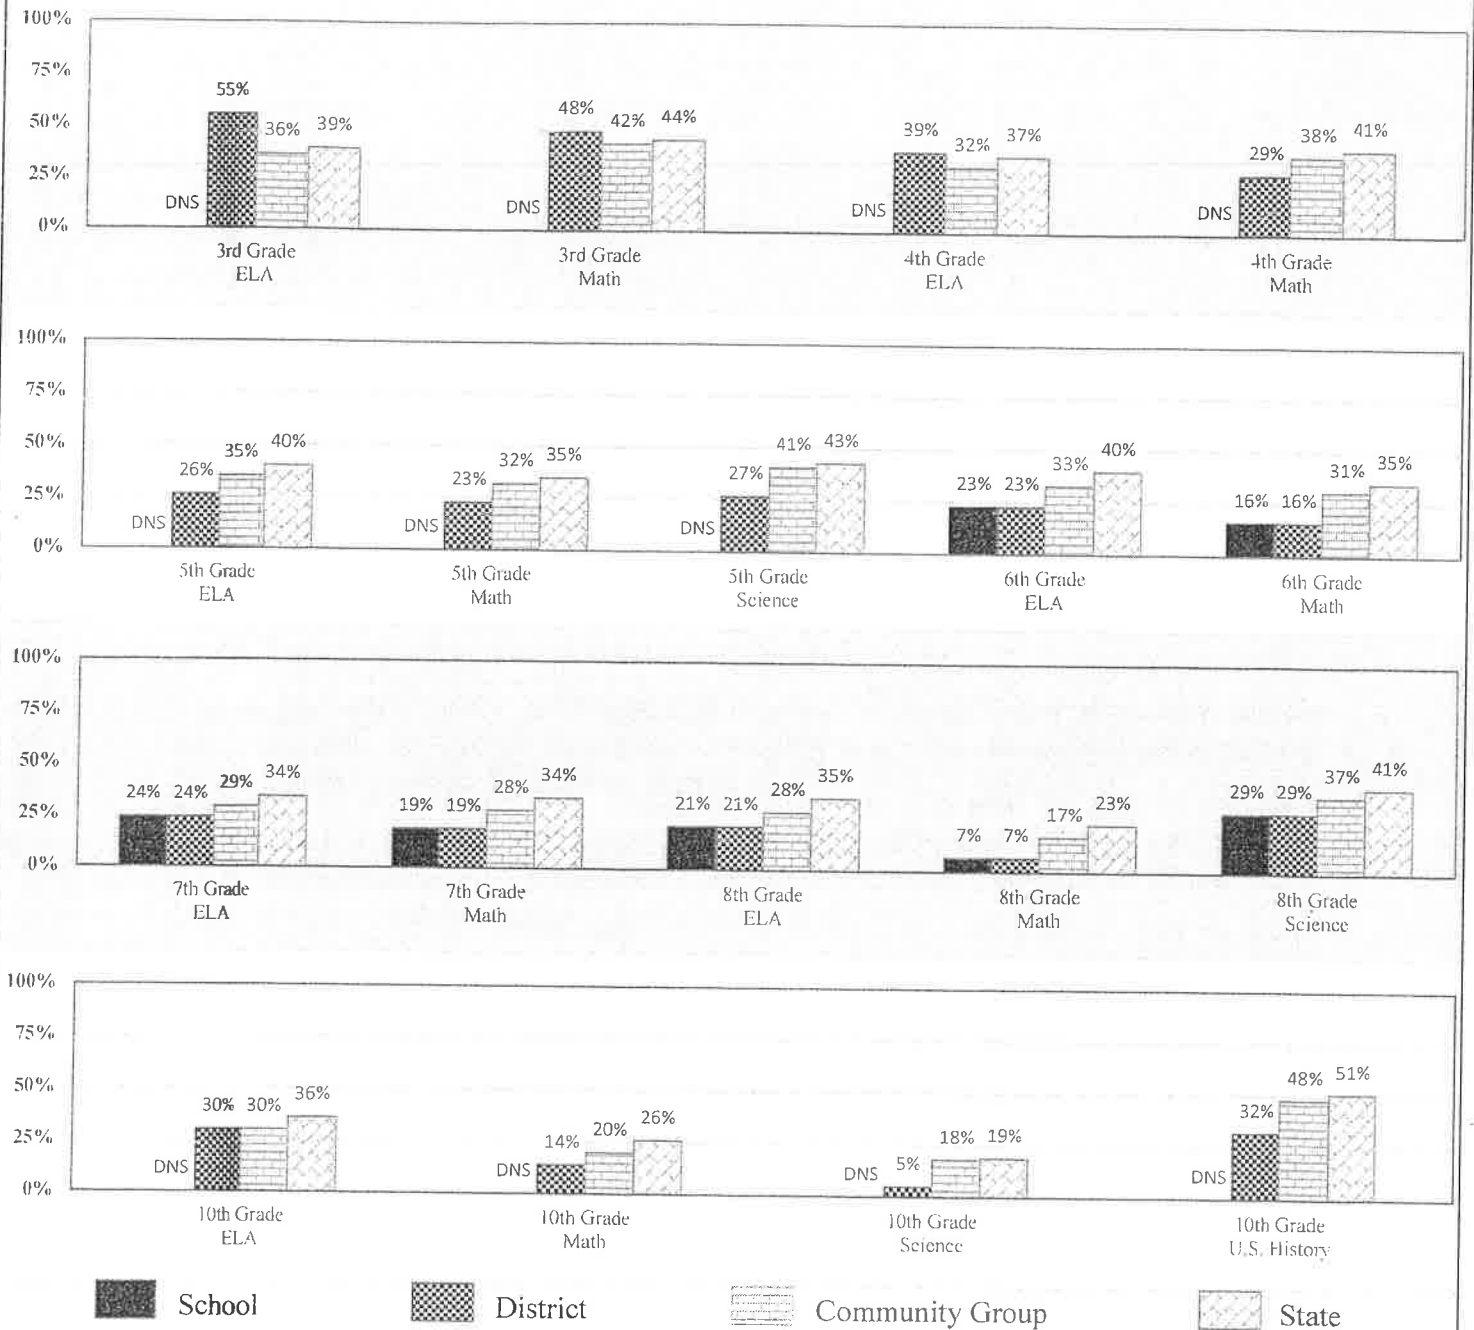 100%
75%
50%
25%
0%
55%
36%
39%
DNS
3rd Grade
ELA
48%
42%
44%
DNS
3rd Grade
Math
39%
32%
37%
DNS
4th Grade
ELA
29%
38%
41%
DNS
4th Grade
Math
100%
75%
50%
25%
0%
26%
35%
40%
DNS
5th Grade
ELA
23%
32%
35%
DNS
5th Grade
Math
27%
41%
43%
DNS
5th Grade
Science
23%
23%
33%
40%
6th Grade
ELA
16%
16%
31%
35%
6th Grade
Math
100%
75%
50%
25%
0%
24%
24%
29%
34%
7th Grade
ELA
19%
19%
28%
34%
7th Grade
Math
21%
21%
28%
35%
8th Grade
ELA
7%
7%
17%
23%
8th Grade
Math
29%
29%
37%
41%
8th Grade
Science
100%
75%
50%
25%
0%
30%
30%
36%
DNS
10th Grade
ELA
14%
20%
26%
DNS
10th Grade
Math
5%
18%
19%
DNS
10th Grade
Science
32%
48%
51%
DNS
10th Grade
U.S. History
School
District
Community Group
State